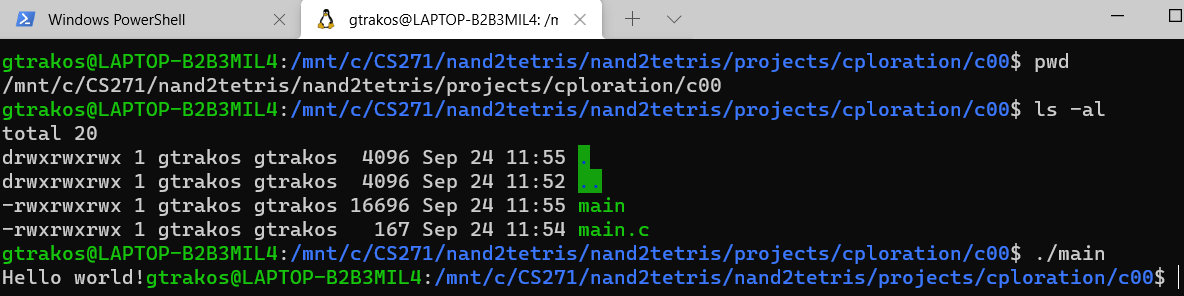 Windows PowerShell
gtrakos@LAPTOP-B2B3MIL4: /m
gtrakos@LAPTOP-B2B3MIL4:/mnt/c/CS271/nand2tetris/nand2tetris/projects/cploration/c00$ pwd
/mnt/c/CS271/nand2tetris/nand2tetris/projects/cploration/c00
gtrakos@LAPTOP-B2B3MIL4:/mnt/c/CS271/nand2tetris/nand2tetris/projects/cploration/c00$ ls -al
total 20
drwxrwxrwx 1 gtrakos gtrakos  4096 Sep 24 11:55 .
drwxrwxrwx 1 gtrakos gtrakos  4096 Sep 24 11:52 ..
-rwxrwxrwx 1 gtrakos gtrakos 16696 Sep 24 11:55 main
-rwxrwxrwx 1 gtrakos gtrakos   167 Sep 24 11:54 main.c
gtrakos@LAPTOP-B2B3MIL4:/mnt/c/CS271/nand2tetris/nand2tetris/projects/cploration/c00$ ./main
Hello world!gtrakos@LAPTOP-B2B3MIL4:/mnt/c/CS271/nand2tetris/nand2tetris/projects/cploration/c00$